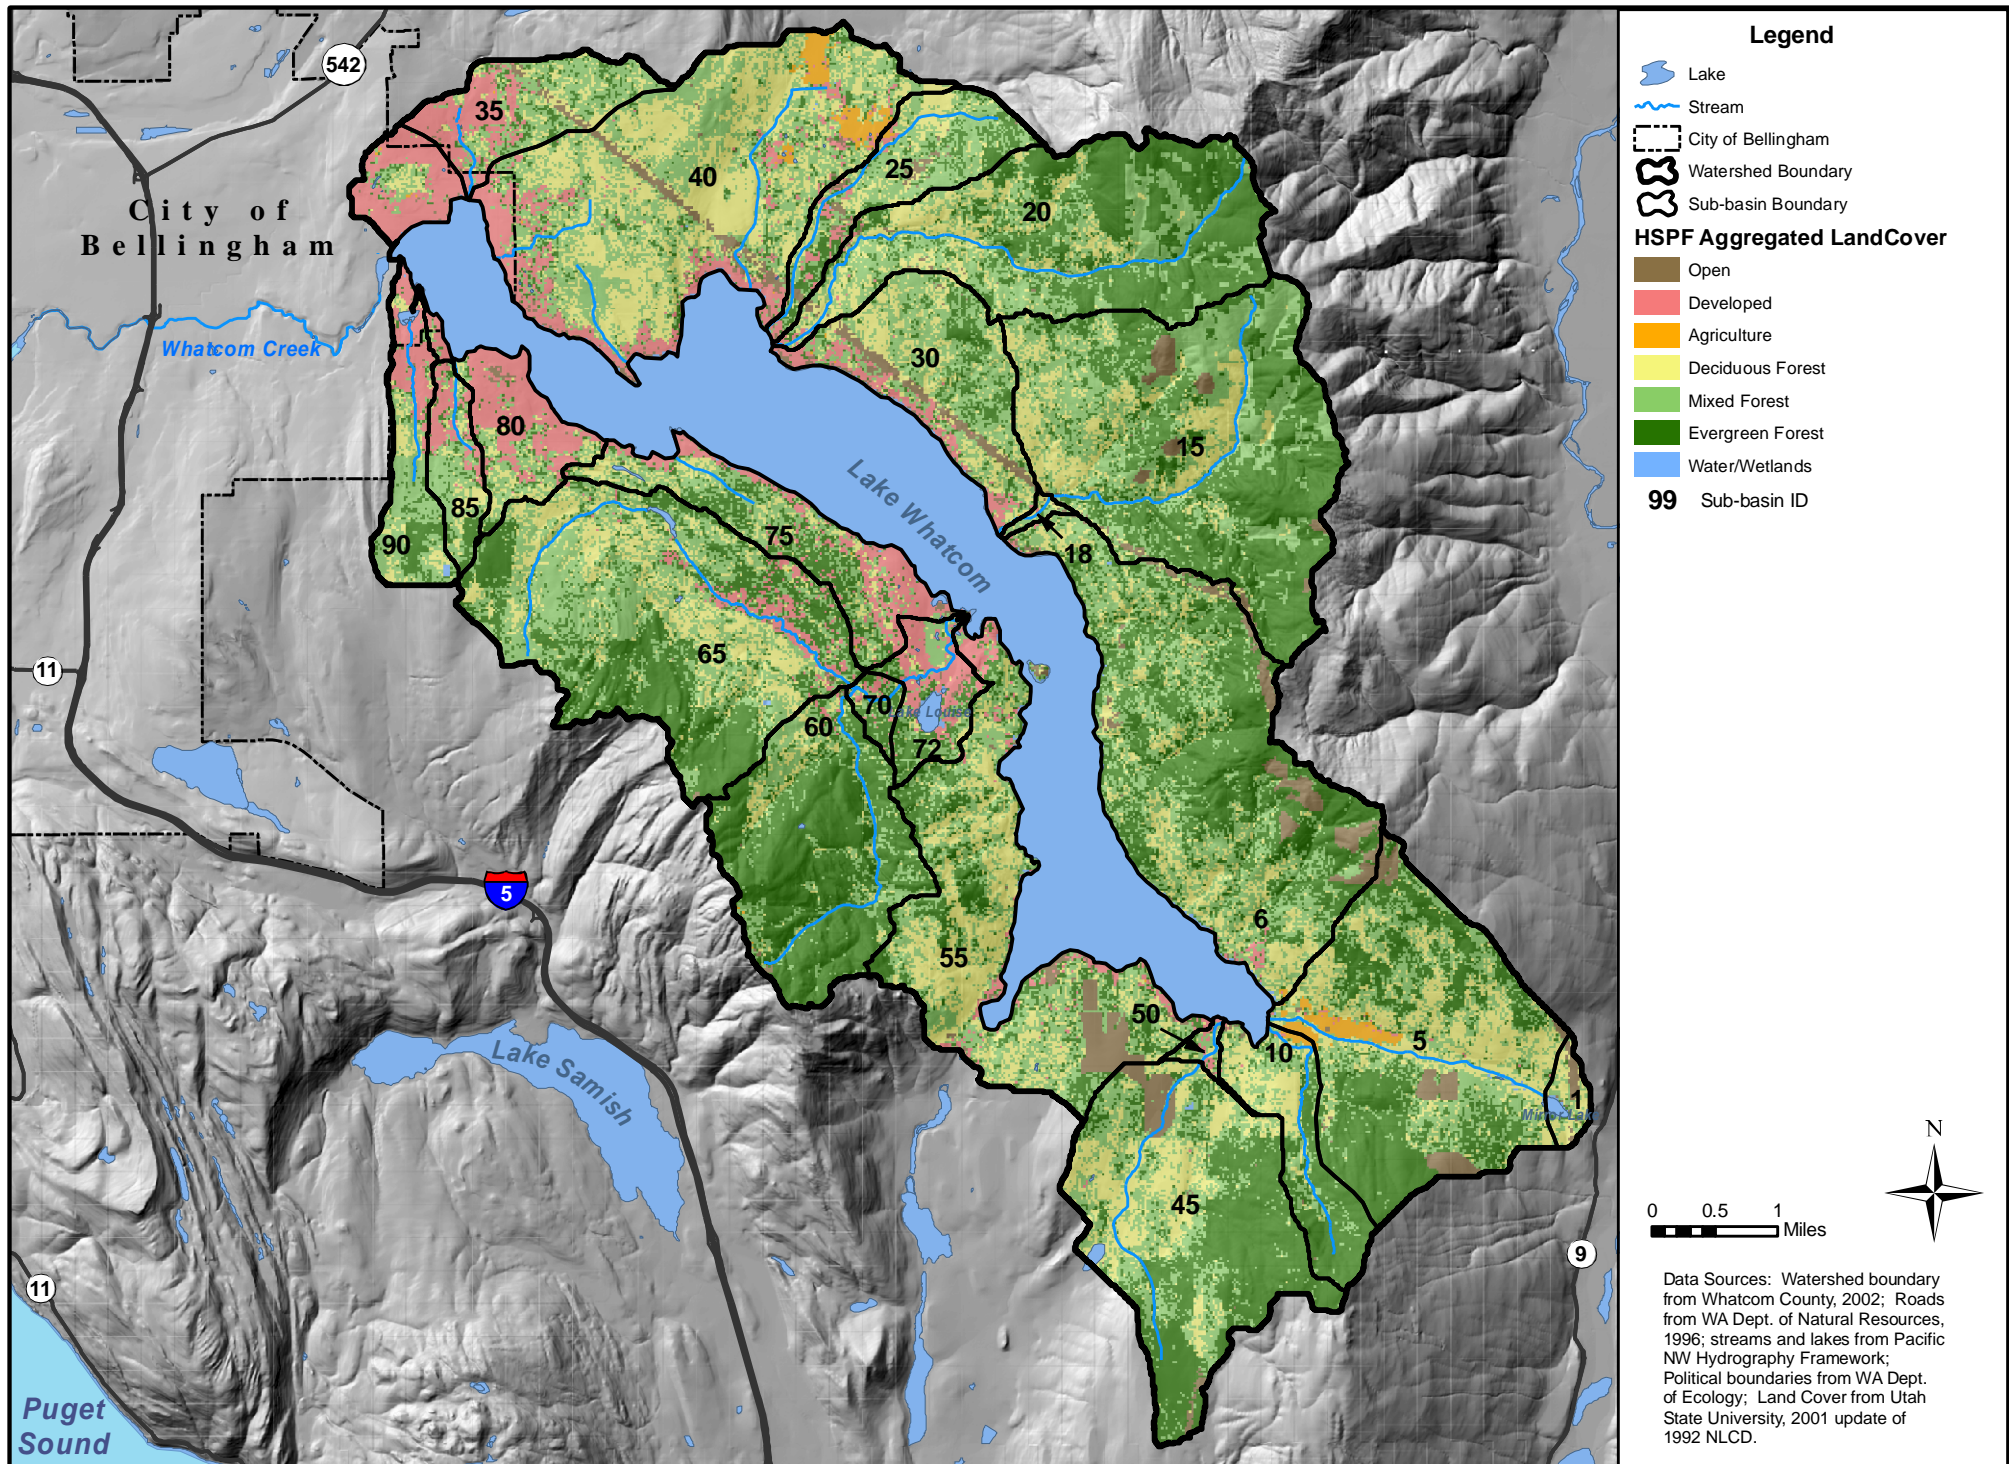 542
City of
Bellingham
Whatcom Creek
35
40
25
20
30
15
80
85
90
75
18
Lake Whatcom
65
70
60
Lake Louise
72
11
6
55
50
10
5
1
Mirror Lake
45
5
Lake Samish
9
11
Puget
Sound
Legend
Lake
Stream
City of Bellingham
Watershed Boundary
Sub-basin Boundary
HSPF Aggregated LandCover
Open
Developed
Agriculture
Deciduous Forest
Mixed Forest
Evergreen Forest
Water/Wetlands
99 Sub-basin ID
N
0 0.5 1
Miles
Data Sources: Watershed boundary
from Whatcom County, 2002; Roads
from WA Dept. of Natural Resources,
1996; streams and lakes from Pacific
NW Hydrography Framework;
Political boundaries from WA Dept.
of Ecology; Land Cover from Utah
State University, 2001 update of
1992 NLCD.